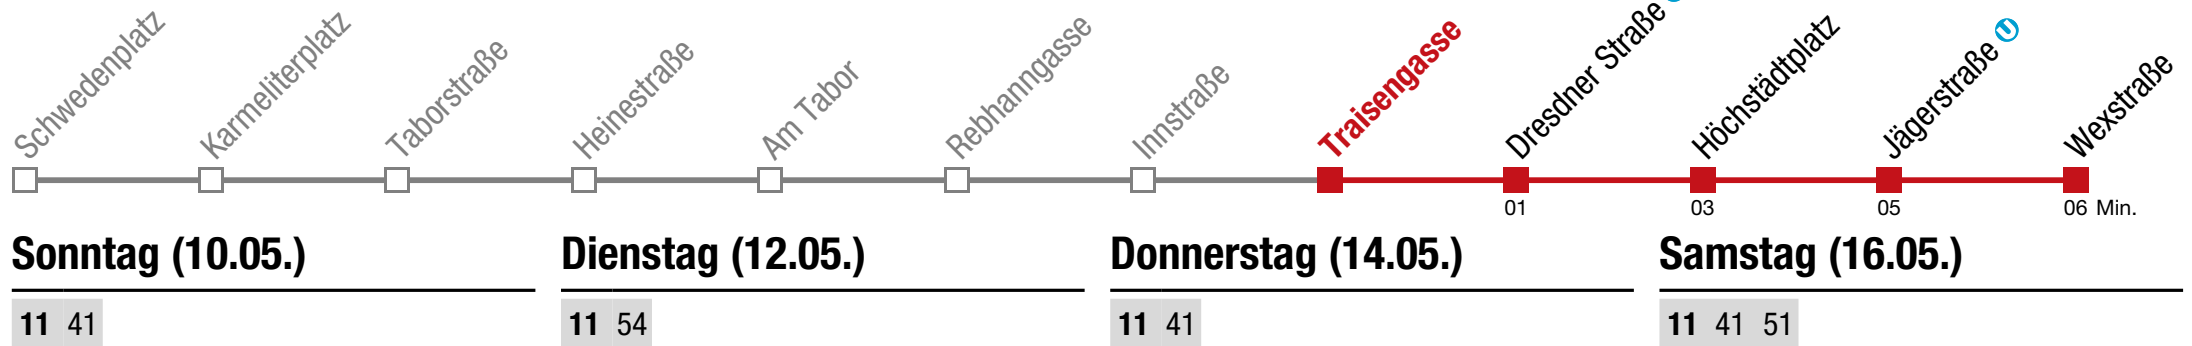 Schwedenplatz
Karmeliterplatz
Taborstraße
Heinestraße
Am Tabor
Rebhanngasse
Innstraße
Traisengasse
Dresdner Straße
Höchstädtplatz
Jägerstraße U
Wexstraße
01 03 05 06 Min.
Sonntag (10.05.) Dienstag (12.05.) Donnerstag (14.05.) Samstag (16.05.)
11 41 11 54 11 41 11 41 51